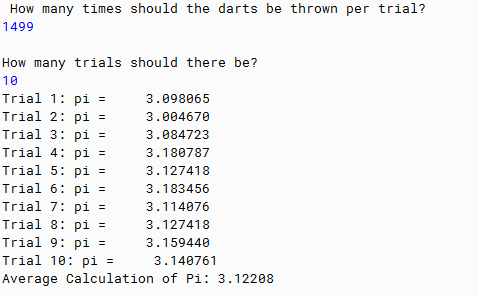 How many times should the darts be thrown per trial?
1499
How many trials should there be?
10
Trial 1: pi =     3.098065
Trial 2: pi =     3.004670
Trial 3: pi =     3.084723
Trial 4: pi =     3.180787
Trial 5: pi =     3.127418
Trial 6: pi =     3.183456
Trial 7: pi =     3.114076
Trial 8: pi =     3.127418
Trial 9: pi =     3.159440
Trial 10: pi =     3.140761
Average Calculation of Pi: 3.12208